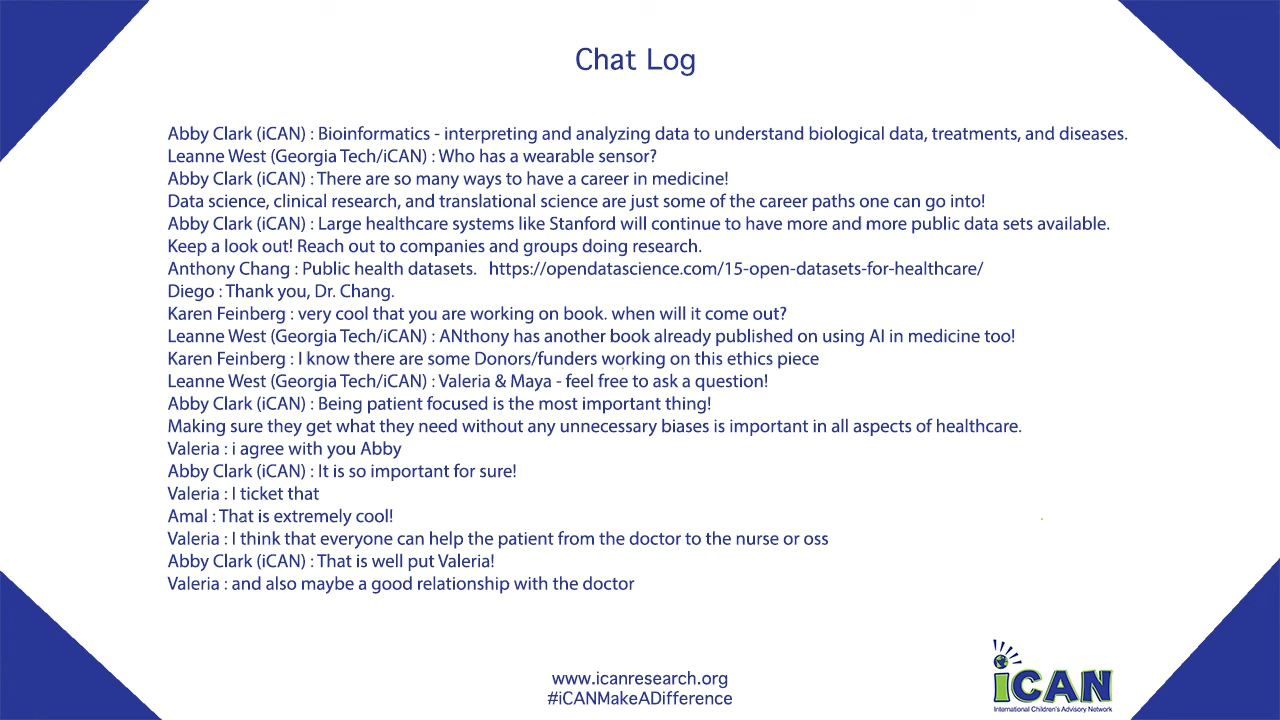 Chat Log
Abby Clark (iCAN) : Bioinformatics - interpreting and analyzing data to understand biological data, treatments, and diseases.
Leanne West (Georgia Tech/iCAN) : Who has a wearable sensor?
Abby Clark (iCAN) : There are so many ways to have a career in medicine!
Data science, clinical research, and translational science are just some of the career paths one can go into!
Abby Clark (iCAN) : Large healthcare systems like Stanford will continue to have more and more public data sets available.
Keep a look out! Reach out to companies and groups doing research.
Anthony Chang : Public health datasets.   https://opendatascience.com/15-open-datasets-for-healthcare/
Diego : Thank you, Dr. Chang.
Karen Feinberg : very cool that you are working on book. when will it come out?
Leanne West (Georgia Tech/iCAN) : ANthony has another book already published on using AI in medicine too!
Karen Feinberg : I know there are some Donors/funders working on this ethics piece
Leanne West (Georgia Tech/iCAN) : Valeria & Maya - feel free to ask a question!
Abby Clark (iCAN) : Being patient focused is the most important thing!
Making sure they get what they need without any unnecessary biases is important in all aspects of healthcare.
Valeria : i agree with you Abby
Abby Clark (iCAN) : It is so important for sure!
Valeria : I ticket that
Amal : That is extremely cool!
Valeria : I think that everyone can help the patient from the doctor to the nurse or oss
Abby Clark (iCAN) : That is well put Valeria!
Valeria : and also maybe a good relationship with the doctor
www.icanresearch.org
#iCANMakeADifference
iCAN
International Children's Advisory Network